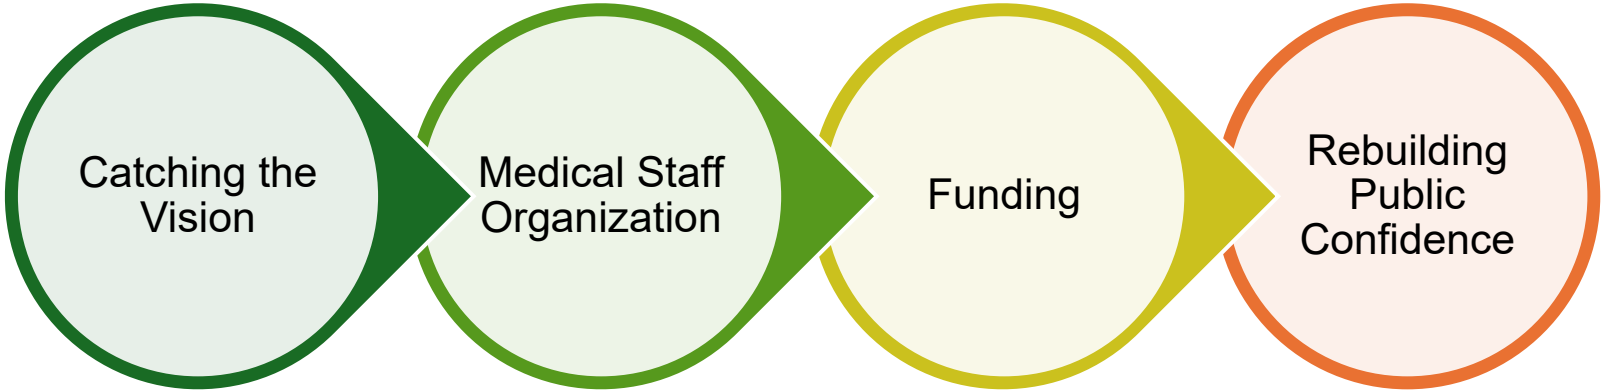 Catching the
Vision
Medical Staff
Organization
Funding
Rebuilding
Public
Confidence